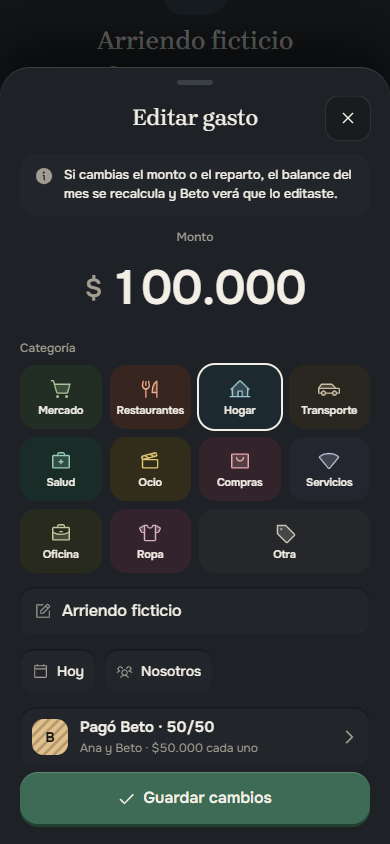 Arriendo ficticio
Editar gasto
Si cambias el monto o el reparto, el balance del
mes se recalcula y Beto verá que lo editaste.
Monto
$ 100.000
Categoría
Mercado Restaurantes Hogar Transporte
Salud Ocio Compras Servicios
Oficina Ropa Otra
Arriendo ficticio
Hoy Nosotros
B
Pagó Beto · 50/50
Ana y Beto · $50.000 cada uno
Guardar cambios